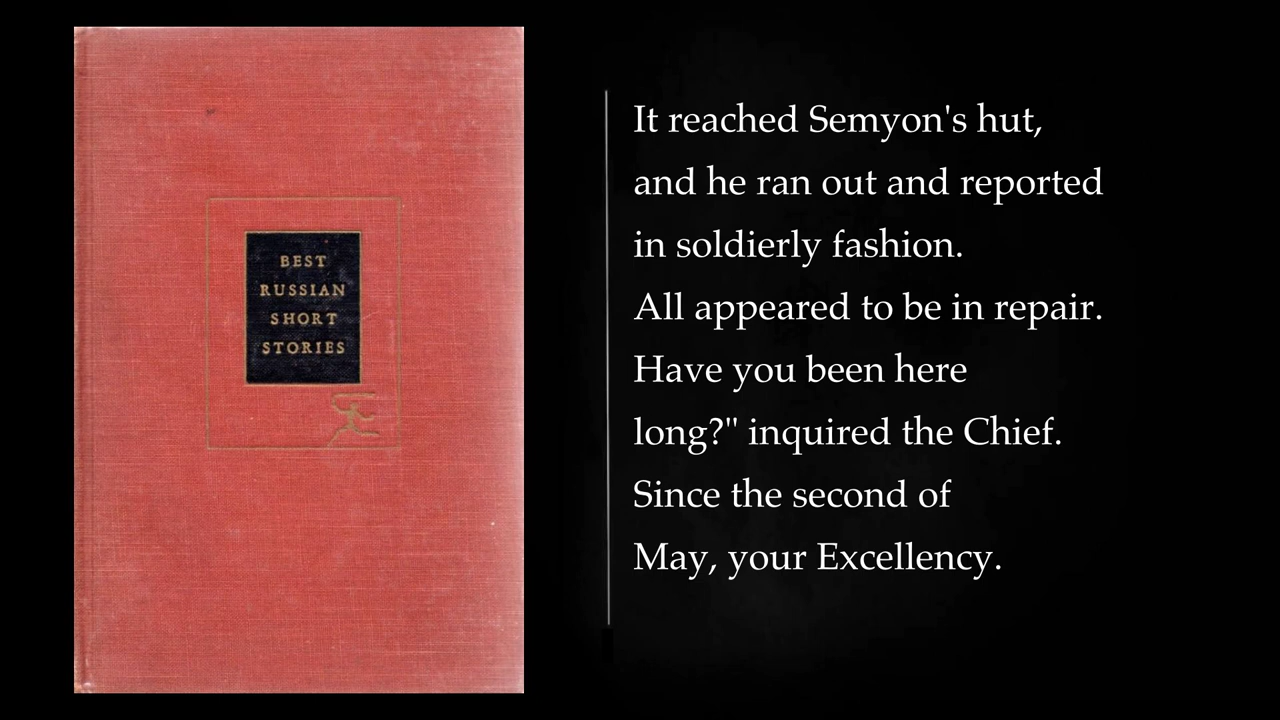 BEST
RUSSIAN
SHORT
STORIES
It reached Semyon's hut,
and he ran out and reported
in soldierly fashion.
All appeared to be in repair.
Have you been here
long?" inquired the Chief.
Since the second of
May, your Excellency.